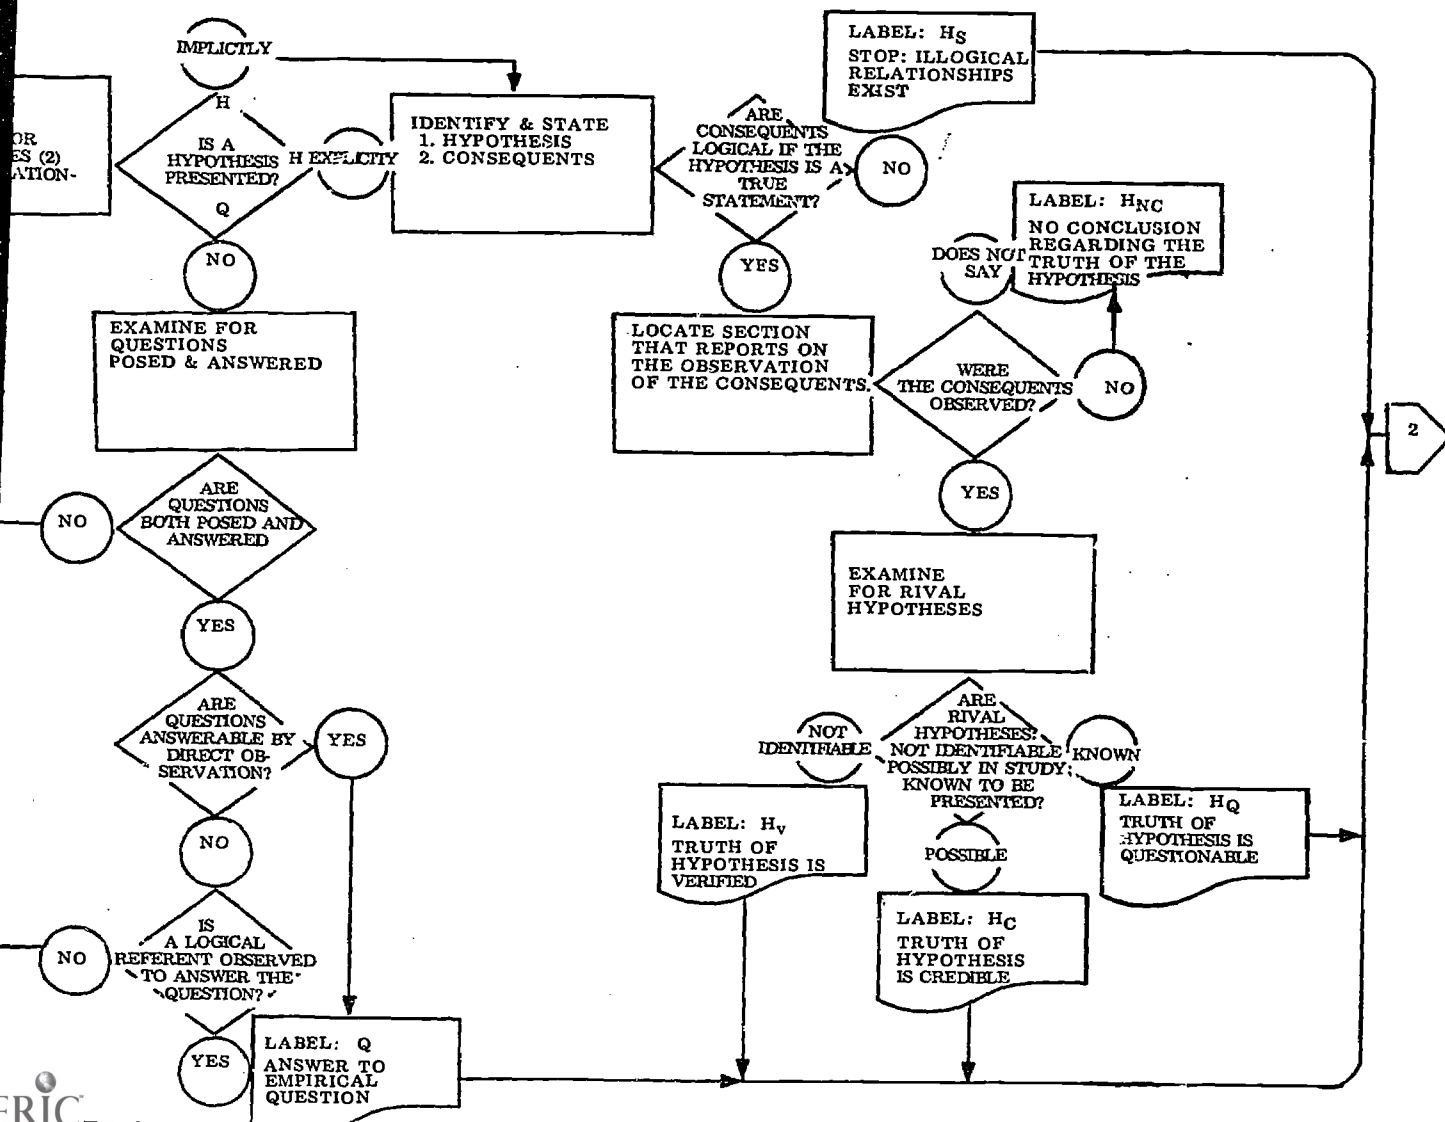 IMPLICTLY
H
IS A
HYPOTHESIS
PRESENTED?
Q
H EXPLICITY
OR
ES (2)
ATION-
IDENTIFY & STATE
1. HYPOTHESIS
2. CONSEQUENTS
ARE
CONSEQUENTS
LOGICAL IF THE
HYPOTHESIS IS A
TRUE
STATEMENT?
LABEL: HS
STOP: ILLOGICAL
RELATIONSHIPS
EXIST
NO
YES
LABEL: HNC
NO CONCLUSION
REGARDING THE
TRUTH OF THE
HYPOTHESIS
DOES NOT
SAY
NO
EXAMINE FOR
QUESTIONS
POSED & ANSWERED
LOCATE SECTION
THAT REPORTS ON
THE OBSERVATION
OF THE CONSEQUENTS.
WERE
THE CONSEQUENTS
OBSERVED?
NO
2
YES
ARE
QUESTIONS
BOTH POSED AND
ANSWERED
NO
YES
EXAMINE
FOR RIVAL
HYPOTHESES
ARE
QUESTIONS
ANSWERABLE BY
DIRECT OB-
SERVATION?
YES
NO
ARE
RIVAL
HYPOTHESES?
NOT IDENTIFIABLE
POSSIBLY IN STUDY;
KNOWN TO BE
PRESENTED?
NOT
IDENTIFIABLE
KNOWN
POSSIBLE
LABEL: Hv
TRUTH OF
HYPOTHESIS IS
VERIFIED
LABEL: HQ
TRUTH OF
HYPOTHESIS IS
QUESTIONABLE
LABEL: HC
TRUTH OF
HYPOTHESIS
IS CREDIBLE
IS
A LOGICAL
REFERENT OBSERVED
TO ANSWER THE
QUESTION?
NO
YES
LABEL: Q
ANSWER TO
EMPIRICAL
QUESTION
ERIC